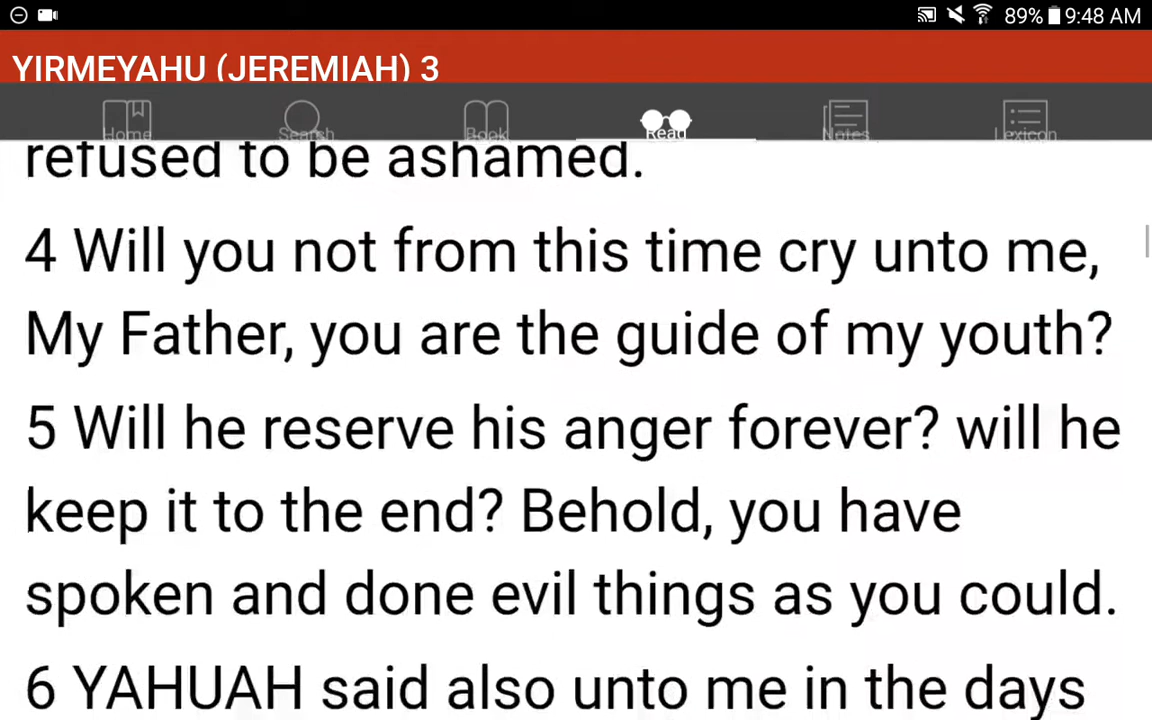 89% 9:48 AM
YIRMEYAHU (JEREMIAH) 3
Home Search Book Read Notes Lexicon
refused to be ashamed.
4 Will you not from this time cry unto me,
My Father, you are the guide of my youth?
5 Will he reserve his anger forever? will he
keep it to the end? Behold, you have
spoken and done evil things as you could.
6 YAHUAH said also unto me in the days